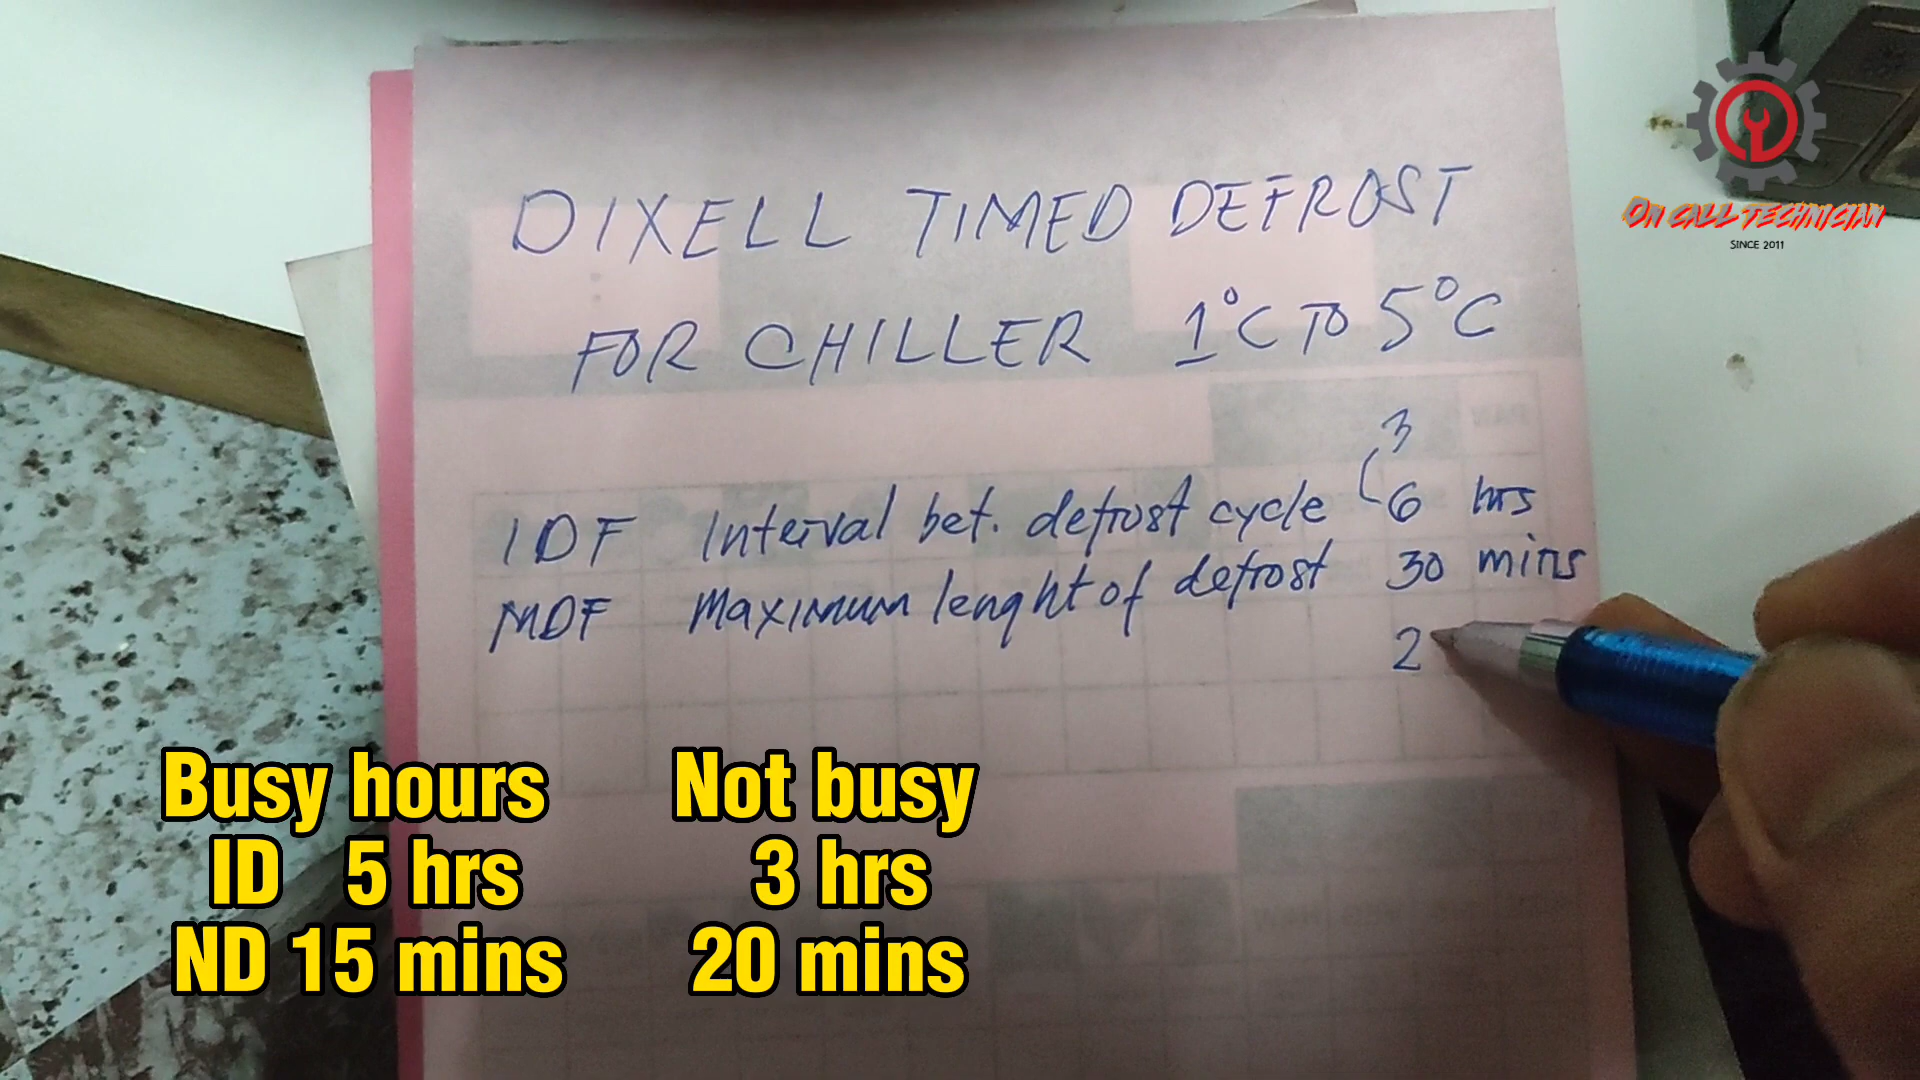 ON CALL TECHNICIAN
SINCE 2011
DIXELL TIMED DEFROST
FOR CHILLER 1°C TO 5°C
3
IDF Interval bet. defrost cycle 6 hrs
MDF Maximum lenght of defrost 30 mins
2
Busy hours Not busy
ID 5 hrs 3 hrs
ND 15 mins 20 mins